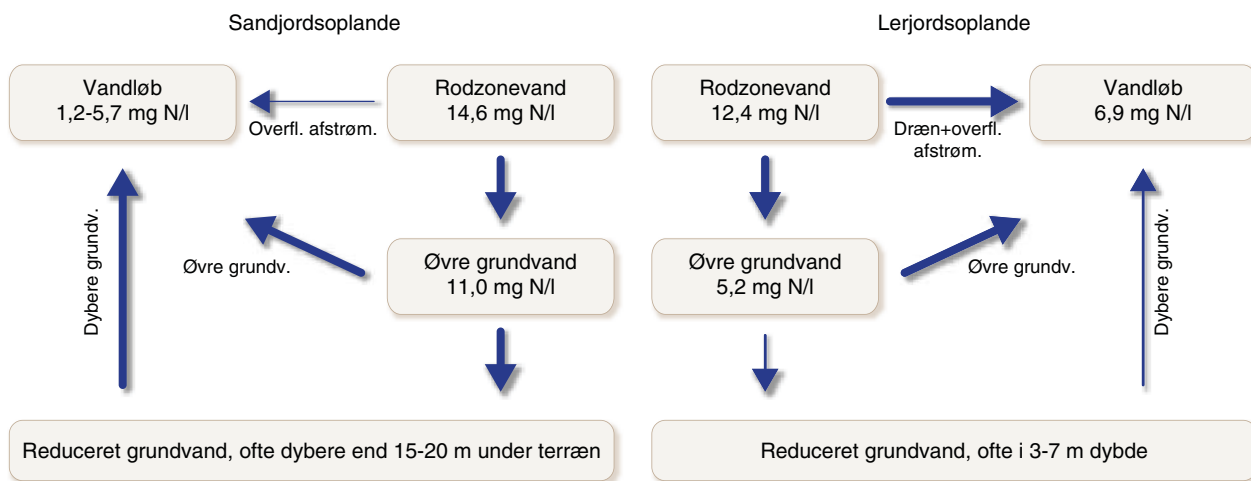 Sandjordsoplande
Vandløb
1,2-5,7 mg N/l
Overfl. afstrøm.
Rodzonevand
14,6 mg N/l
Dybere grundv.
Øvre grundv.
Øvre grundvand
11,0 mg N/l
Reduceret grundvand, ofte dybere end 15-20 m under terræn
Lerjordsoplande
Rodzonevand
12,4 mg N/l
Dræn+overfl.
afstrøm.
Vandløb
6,9 mg N/l
Øvre grundvand
5,2 mg N/l
Øvre grundv.
Dybere grundv.
Reduceret grundvand, ofte i 3-7 m dybde